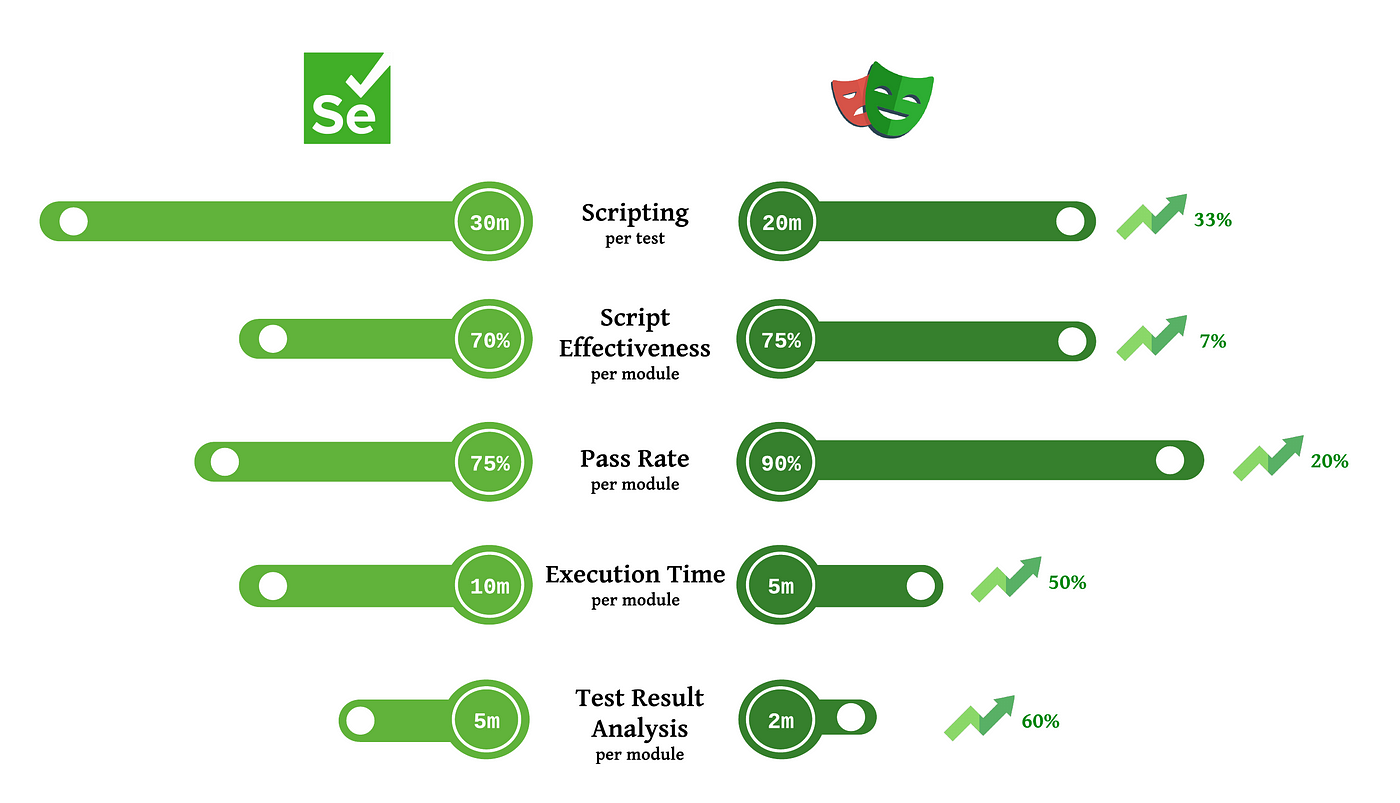 Se
30m
Scripting
per test
20m
33%
70%
Script
Effectiveness
per module
75%
7%
75%
Pass Rate
per module
90%
20%
10m
Execution Time
per module
5m
50%
5m
Test Result
Analysis
per module
2m
60%